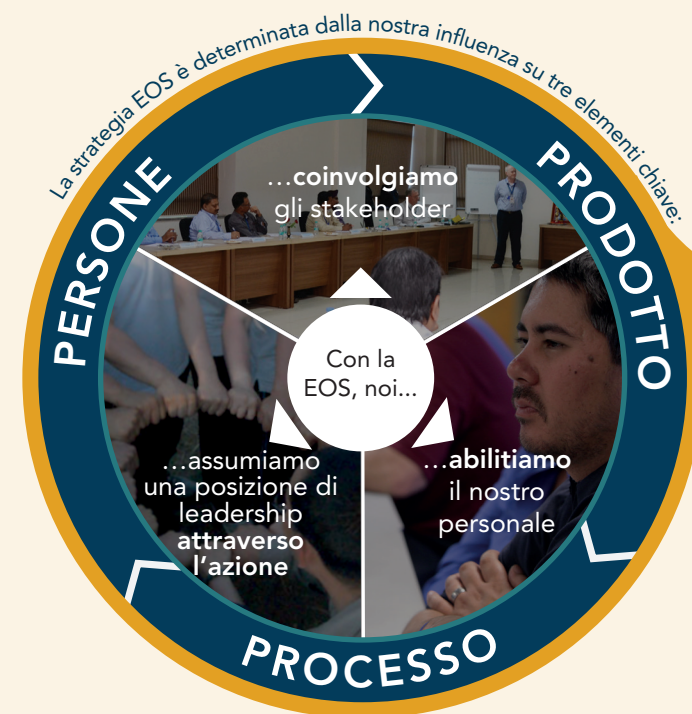 La strategia EOS è determinata dalla nostra influenza su tre elementi chiave:
PERSONE
PRODOTTO
PROCESSO
…coinvolgiamo
gli stakeholder
Con la
EOS, noi...
…assumiamo
una posizione di
leadership
attraverso
l'azione
…abilitiamo
il nostro
personale